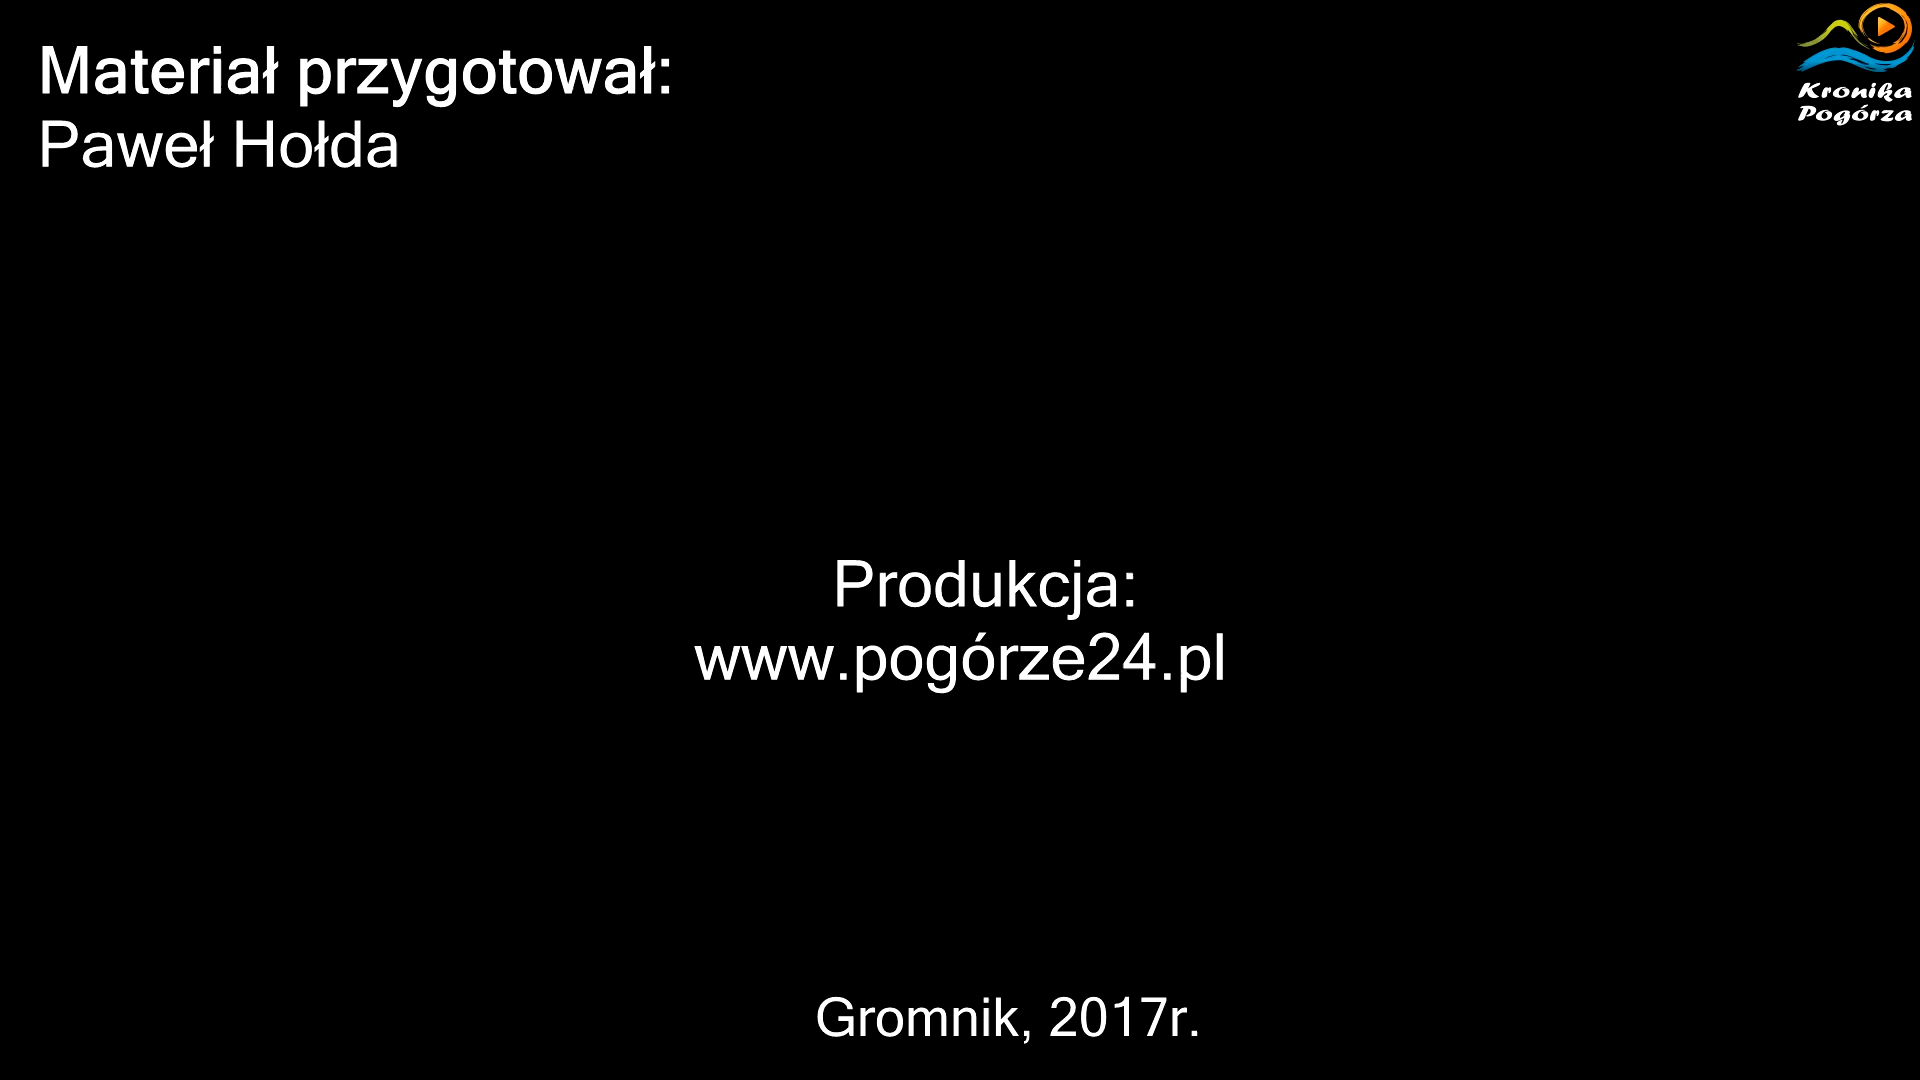 Materiał przygotował:
Paweł Hołda
Kronika
Pogórza
Produkcja:
www.pogórze24.pl
Gromnik, 2017r.